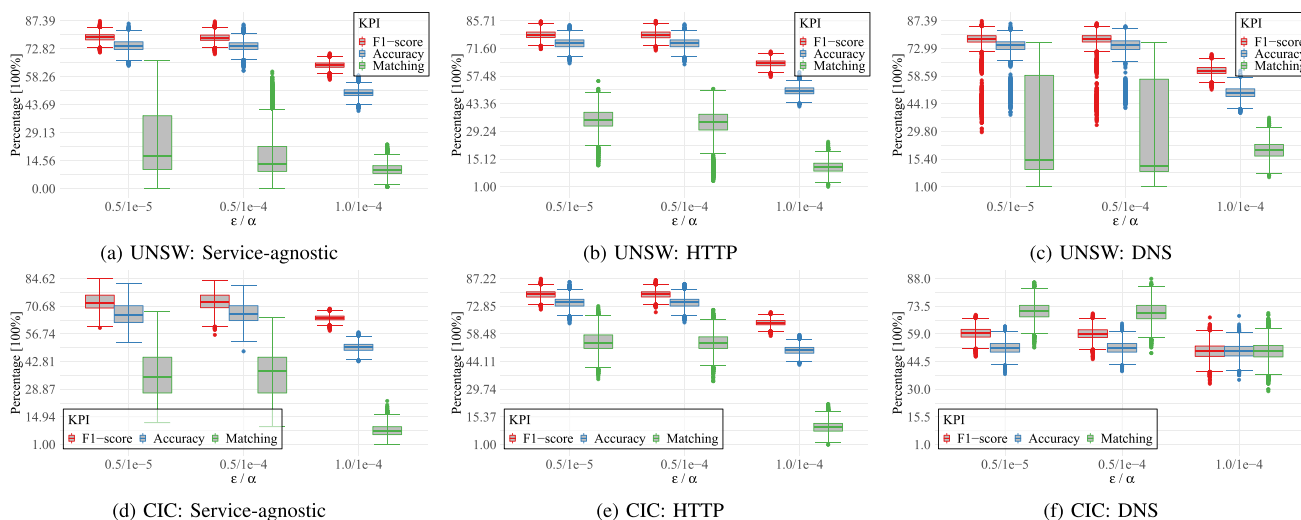 87.39
72.82
58.26
43.69
29.13
14.56
0.00
Percentage [100%]
KPI
F1−score
Accuracy
Matching
0.5/1e−5
0.5/1e−4
1.0/1e−4
ε / α
(a) UNSW: Service-agnostic
85.71
71.60
57.48
43.36
29.24
15.12
1.00
Percentage [100%]
KPI
F1−score
Accuracy
Matching
0.5/1e−5
0.5/1e−4
1.0/1e−4
ε / α
(b) UNSW: HTTP
87.39
72.99
58.59
44.19
29.80
15.40
1.00
Percentage [100%]
KPI
F1−score
Accuracy
Matching
0.5/1e−5
0.5/1e−4
1.0/1e−4
ε / α
(c) UNSW: DNS
84.62
70.68
56.74
42.81
28.87
14.94
1.00
Percentage [100%]
KPI
F1−score Accuracy Matching
0.5/1e−5
0.5/1e−4
1.0/1e−4
ε / α
(d) CIC: Service-agnostic
87.22
72.85
58.48
44.11
29.74
15.37
1.00
Percentage [100%]
KPI
F1−score Accuracy Matching
0.5/1e−5
0.5/1e−4
1.0/1e−4
ε / α
(e) CIC: HTTP
88.0
73.5
59.0
44.5
30.0
15.5
1.0
Percentage [100%]
KPI
F1−score Accuracy Matching
0.5/1e−5
0.5/1e−4
1.0/1e−4
ε / α
(f) CIC: DNS